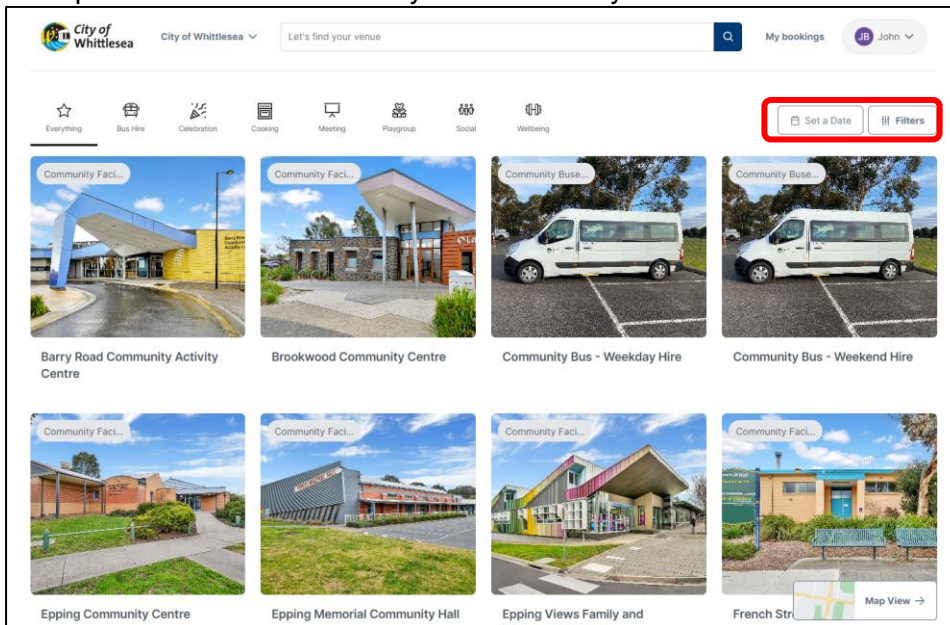 City of
Whittlesea
City of Whittlesea
Let's find your venue
My bookings
JB
John
Everything
Bus Hire
Celebration
Cooking
Meeting
Playgroup
Social
Wellbeing
Set a Date
Filters
Community Faci...
Community Faci...
Community Buse...
Community Buse...
Barry Road
Community
Barry Road Community Activity
Centre
Brookwood Community Centre
Community Bus - Weekday Hire
Community Bus - Weekend Hire
Community Faci...
Community Faci...
Community Faci...
Community Faci...
Epping Community Centre
Epping Memorial Community Hall
Epping Views Family and
French Str
Map View →